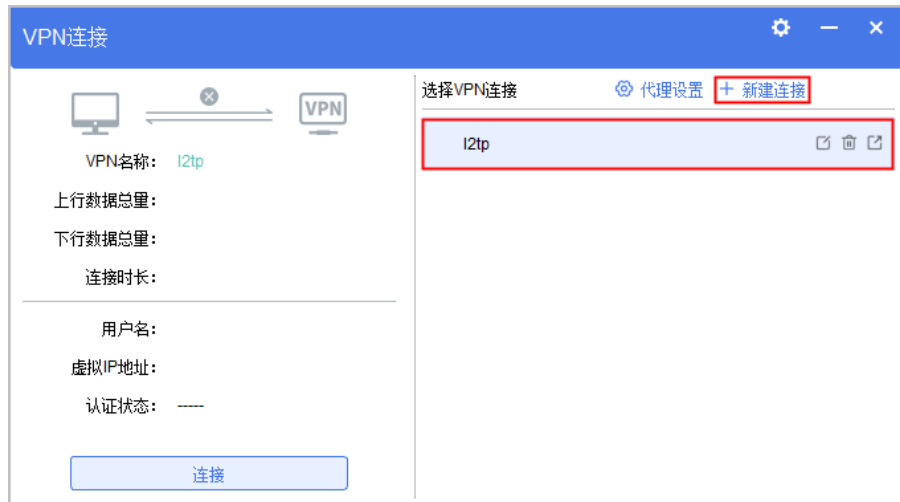 VPN连接
VPN
VPN名称： l2tp
上行数据总量：
下行数据总量：
连接时长：
用户名：
虚拟IP地址：
认证状态： -----
连接
选择VPN连接 代理设置 + 新建连接
l2tp